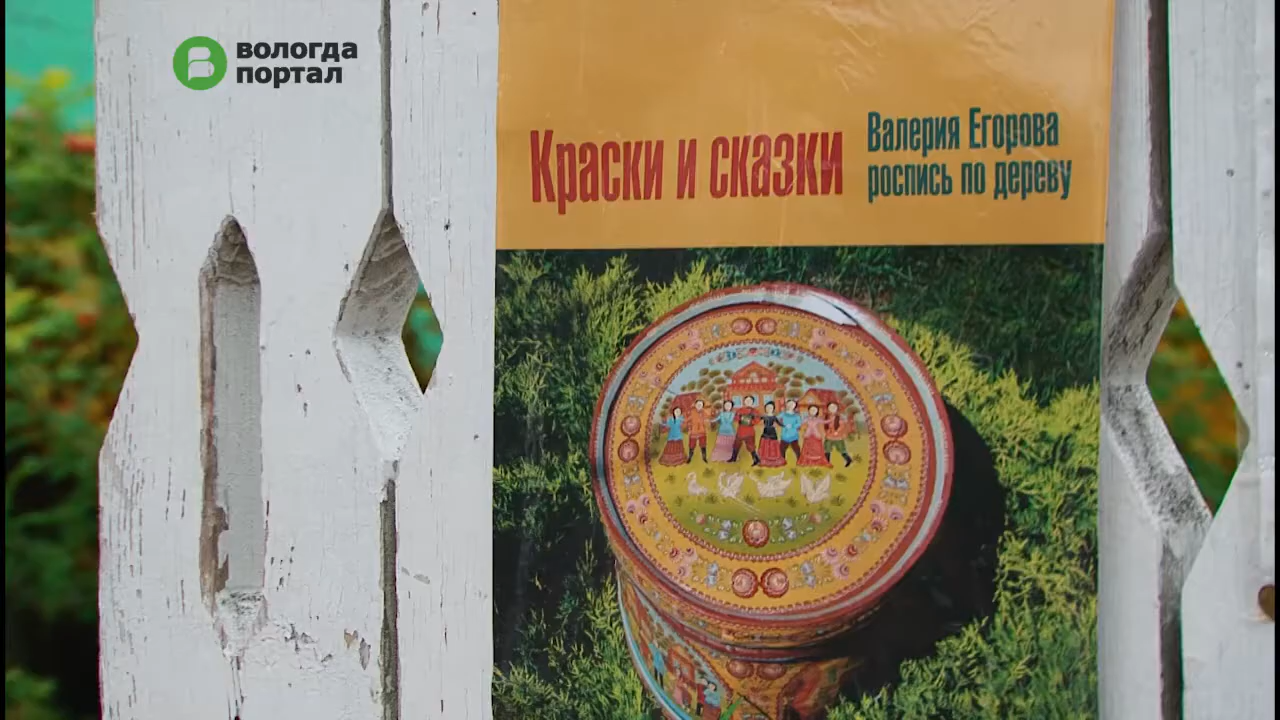 вологда
портал
Краски и сказки
Валерия Егорова
роспись по дереву